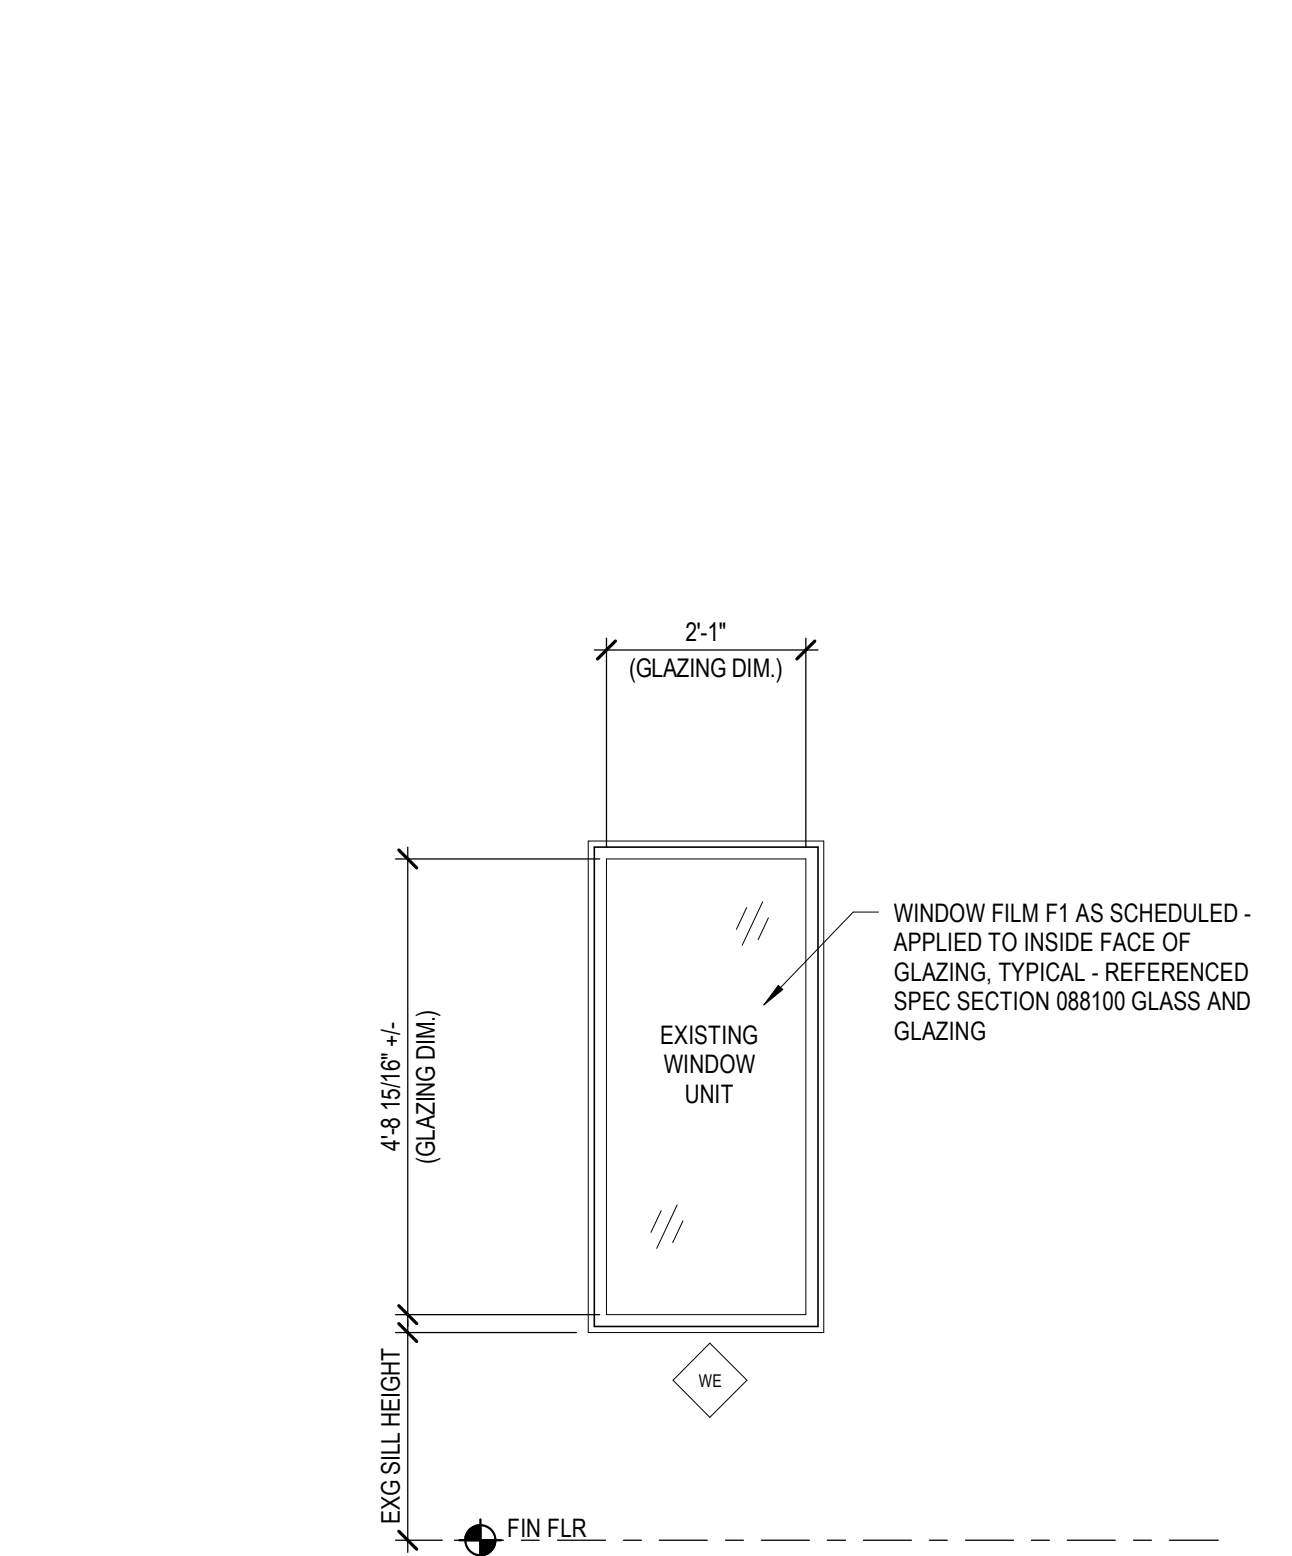 2'-1"
(GLAZING DIM.)
WINDOW FILM F1 AS SCHEDULED -
APPLIED TO INSIDE FACE OF
GLAZING, TYPICAL - REFERENCED
SPEC SECTION 088100 GLASS AND
GLAZING
EXISTING
WINDOW
UNIT
4'-8 15/16" +/-
(GLAZING DIM.)
WE
EXG SILL HEIGHT
FIN FLR